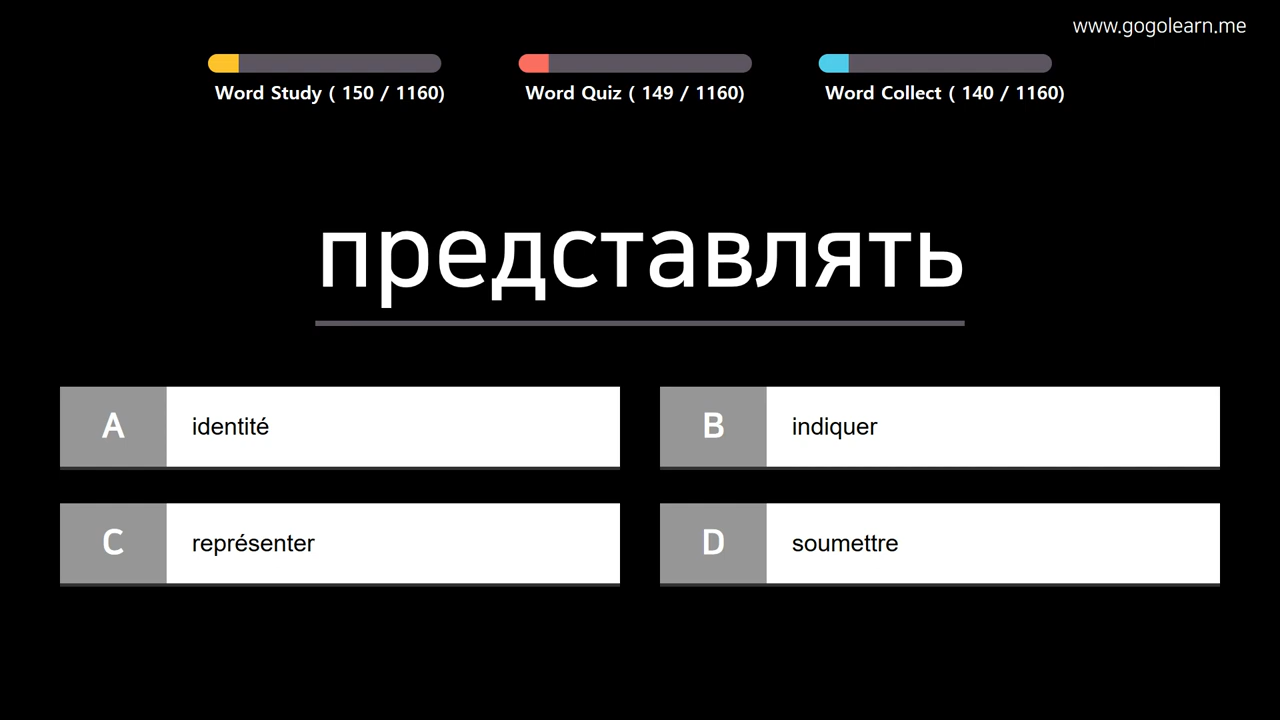 www.gogolearn.me
Word Study ( 150 / 1160)
Word Quiz ( 149 / 1160)
Word Collect ( 140 / 1160)
представлять
A identité
B indiquer
C représenter
D soumettre